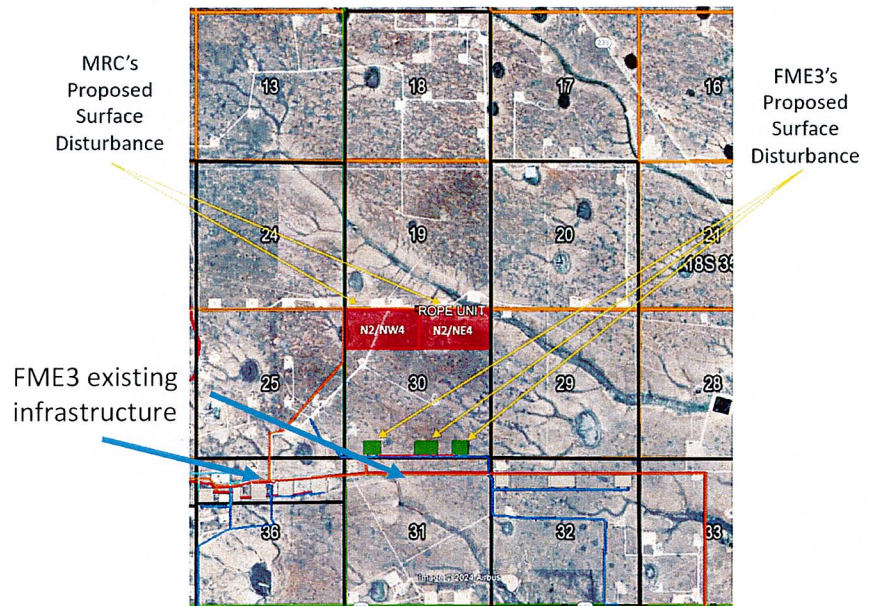 MRC's
Proposed
Surface
Disturbance
FME3's
Proposed
Surface
Disturbance
13
18
17
16
24
19
20
21
18S
ROPE UNIT
N2/NW4
N2/NE4
25
30
29
28
FME3 existing
infrastructure
36
31
32
33
2024 Airbus